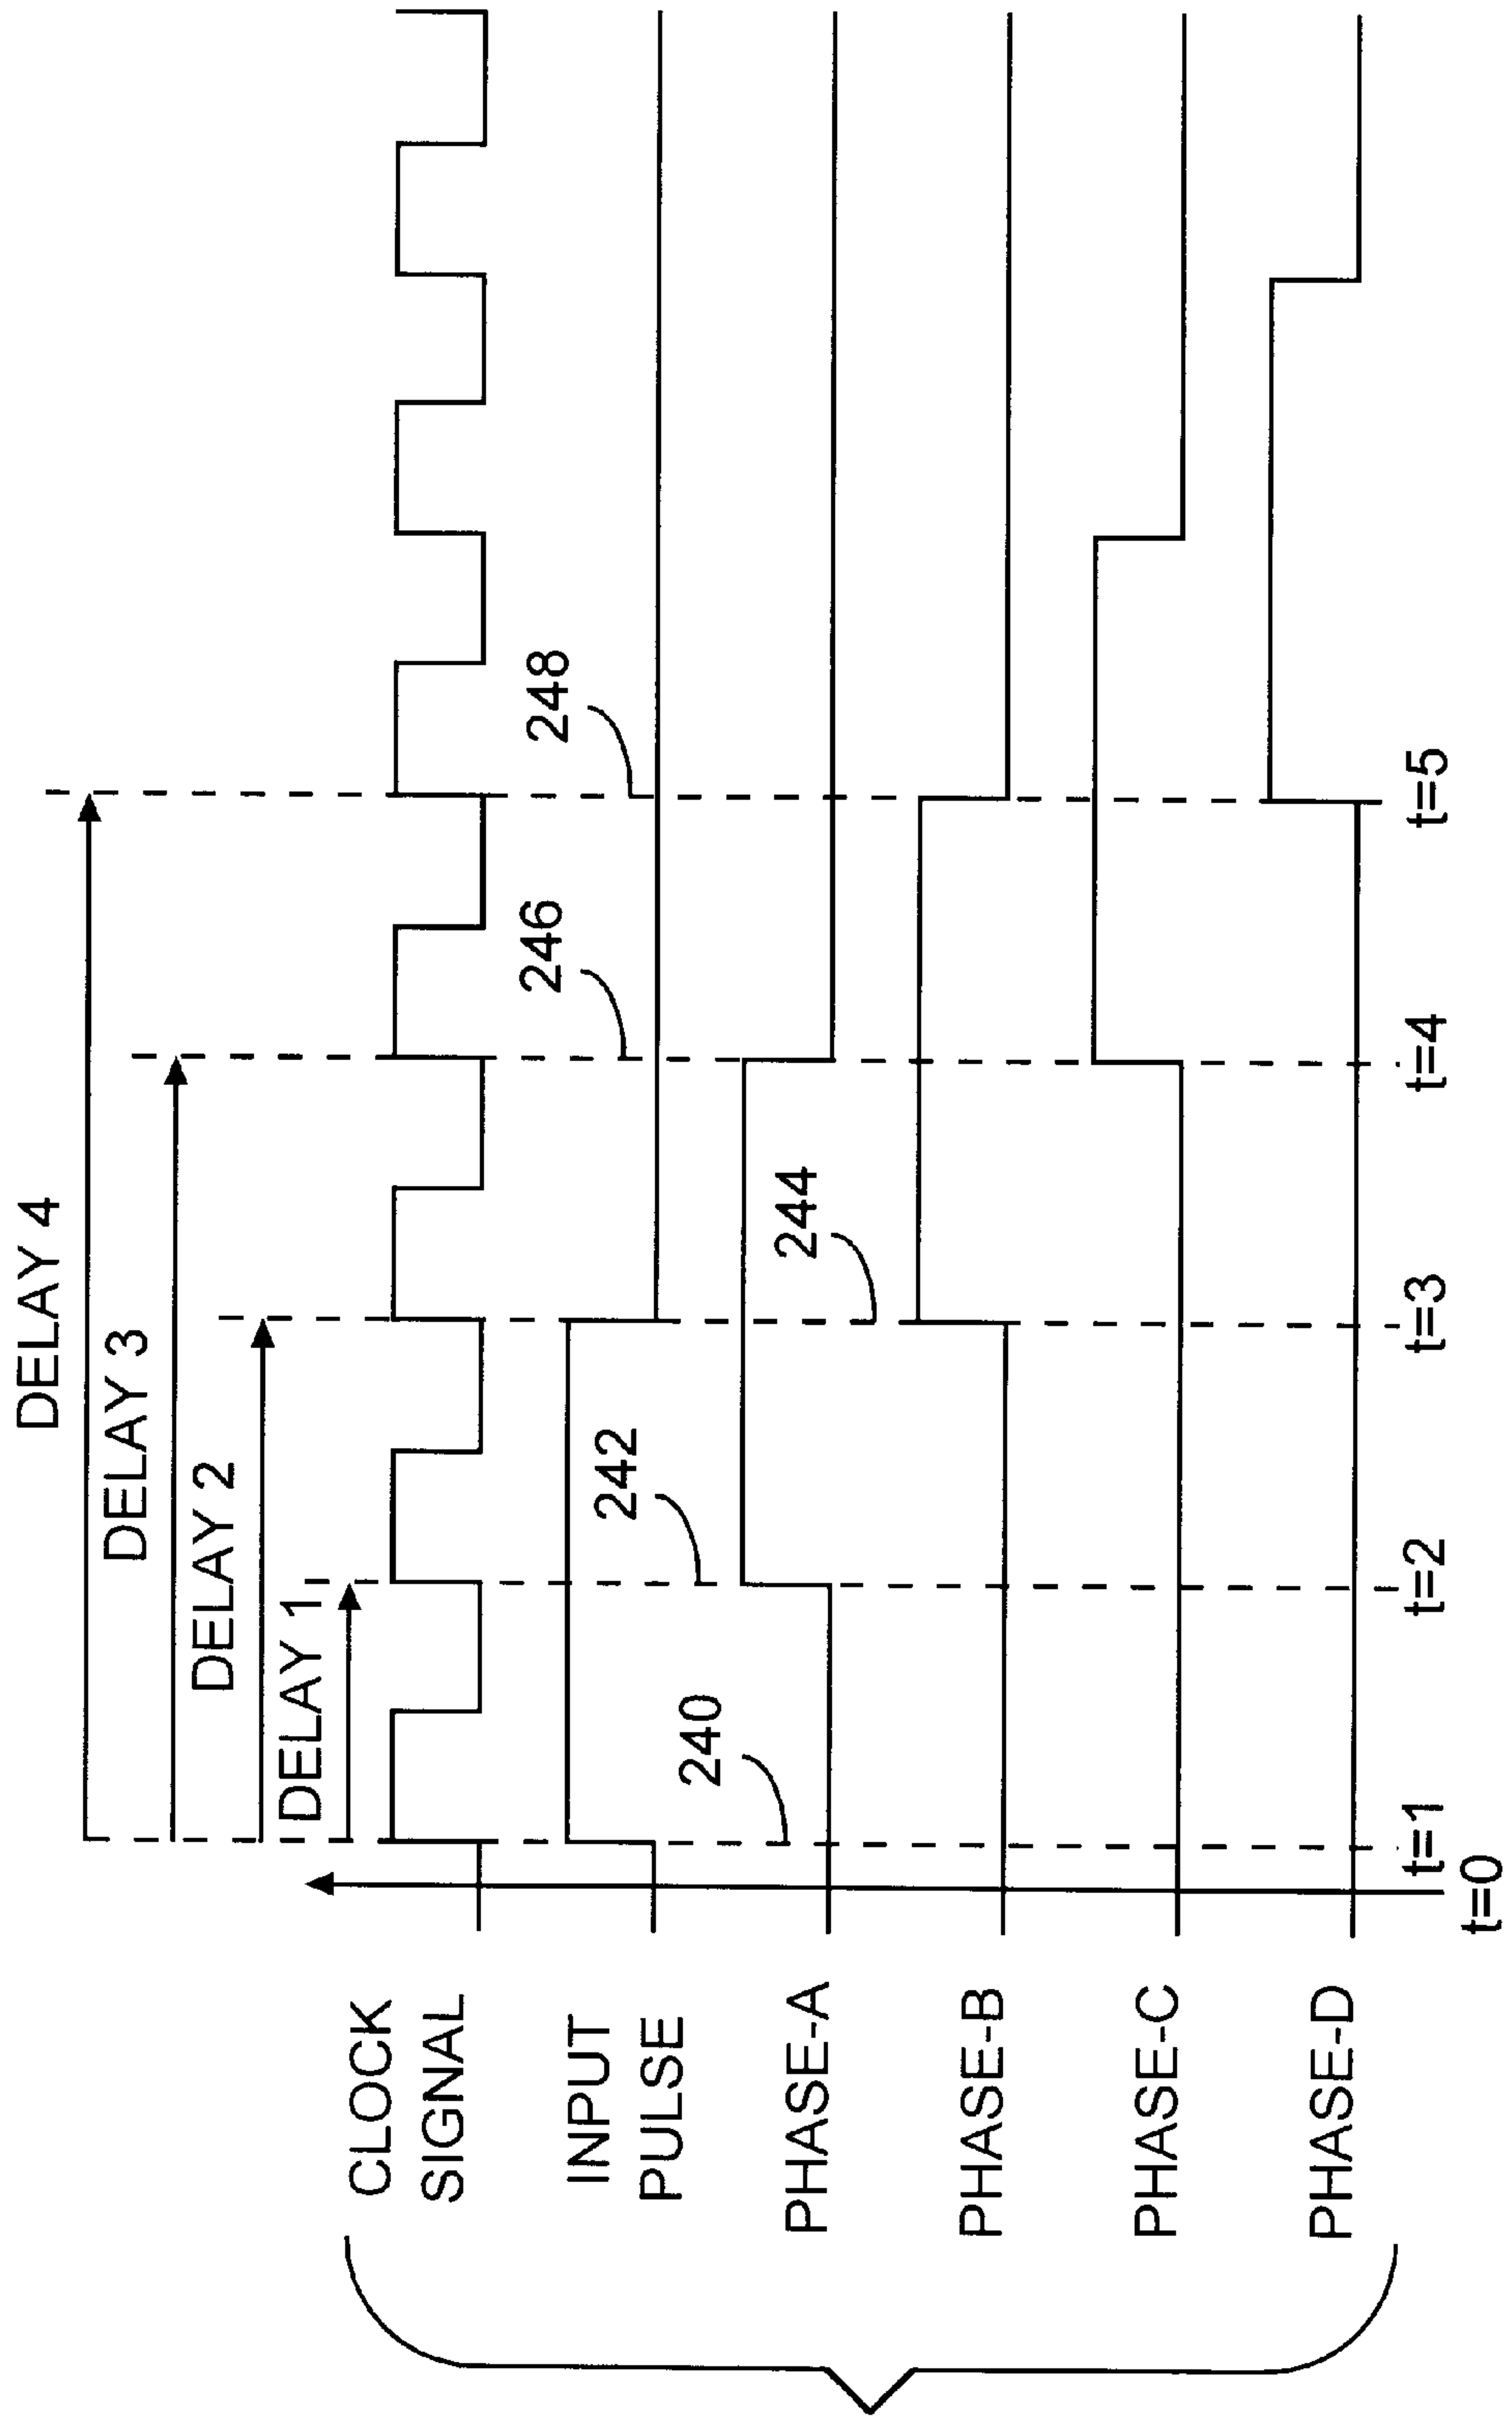 DELAY 4
DELAY 3
DELAY 2
DELAY 1
CLOCK
SIGNAL
INPUT
PULSE
PHASE-A
PHASE-B
PHASE-C
PHASE-D
240
242
244
246
248
t=0
t=1
t=2
t=3
t=4
t=5